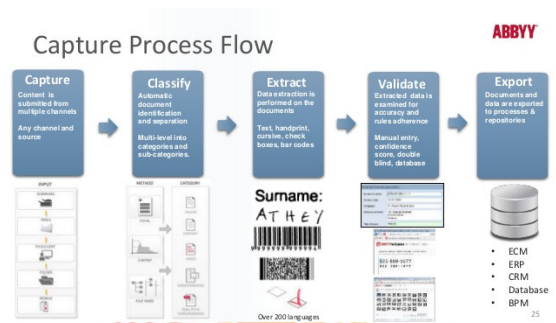 ABBYY
Capture Process Flow
Capture
Content is
submitted from
multiple channels
Any channel and
source
Classify
Automatic
document
identification
and separation
Multi-level into
categories and
sub-categories.
Extract
Data extraction is
performed on the
documents
Text, handprint,
cursive, check
boxes, bar codes
Validate
Extracted data is
examined for
accuracy and
rules adherence
Manual entry,
confidence
score, double
blind, database
Export
Documents and
data are exported
to processes &
repositories
INPUT
SCANNING
EMAIL
FOLDER
MOBILE
METHOD
CATEGORY
Surname:
ATHEY
Over 200 languages
• ECM
• ERP
• CRM
• Database
• BPM
25